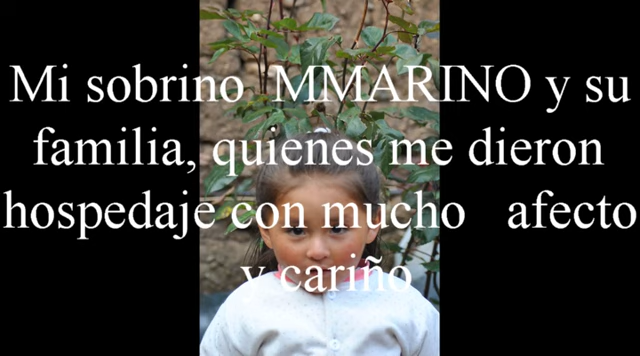 Mi sobrino MMARINO y su
familia, quienes me dieron
hospedaje con mucho afecto
y cariño